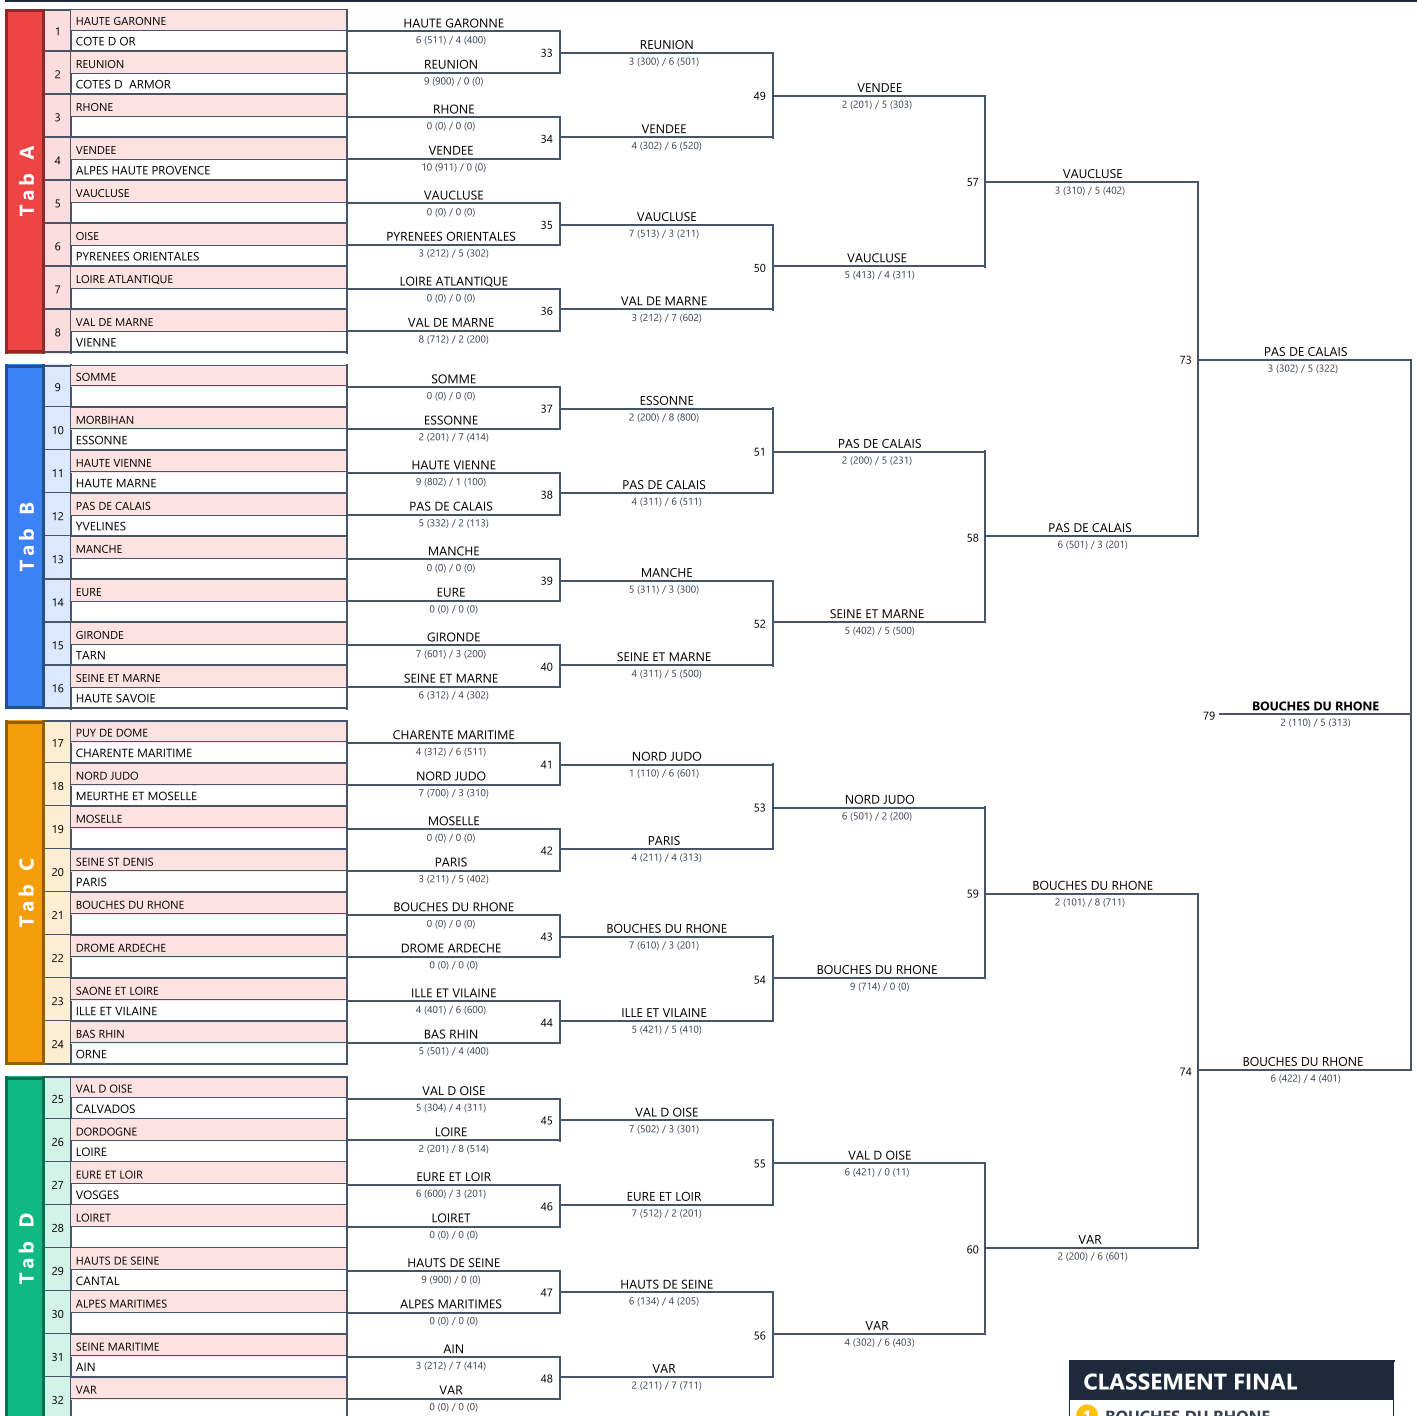 Tab A
1
HAUTE GARONNE
COTE D OR
2
REUNION
COTES D  ARMOR
3
RHONE
4
VENDEE
ALPES HAUTE PROVENCE
5
VAUCLUSE
6
OISE
PYRENEES ORIENTALES
7
LOIRE ATLANTIQUE
8
VAL DE MARNE
VIENNE
Tab B
9
SOMME
10
MORBIHAN
ESSONNE
11
HAUTE VIENNE
HAUTE MARNE
12
PAS DE CALAIS
YVELINES
13
MANCHE
14
EURE
15
GIRONDE
TARN
16
SEINE ET MARNE
HAUTE SAVOIE
Tab C
17
PUY DE DOME
CHARENTE MARITIME
18
NORD JUDO
MEURTHE ET MOSELLE
19
MOSELLE
20
SEINE ST DENIS
PARIS
21
BOUCHES DU RHONE
22
DROME ARDECHE
23
SAONE ET LOIRE
ILLE ET VILAINE
24
BAS RHIN
ORNE
Tab D
25
VAL D OISE
CALVADOS
26
DORDOGNE
LOIRE
27
EURE ET LOIR
VOSGES
28
LOIRET
29
HAUTS DE SEINE
CANTAL
30
ALPES MARITIMES
31
SEINE MARITIME
AIN
32
VAR
HAUTE GARONNE
6 (511) / 4 (400)
33
REUNION
9 (900) / 0 (0)
RHONE
0 (0) / 0 (0)
34
VENDEE
10 (911) / 0 (0)
VAUCLUSE
0 (0) / 0 (0)
35
PYRENEES ORIENTALES
3 (212) / 5 (302)
LOIRE ATLANTIQUE
0 (0) / 0 (0)
36
VAL DE MARNE
8 (712) / 2 (200)
SOMME
0 (0) / 0 (0)
37
ESSONNE
2 (201) / 7 (414)
HAUTE VIENNE
9 (802) / 1 (100)
38
PAS DE CALAIS
5 (332) / 2 (113)
MANCHE
0 (0) / 0 (0)
39
EURE
0 (0) / 0 (0)
GIRONDE
7 (601) / 3 (200)
40
SEINE ET MARNE
6 (312) / 4 (302)
CHARENTE MARITIME
4 (312) / 6 (511)
41
NORD JUDO
7 (700) / 3 (310)
MOSELLE
0 (0) / 0 (0)
42
PARIS
3 (211) / 5 (402)
BOUCHES DU RHONE
0 (0) / 0 (0)
43
DROME ARDECHE
0 (0) / 0 (0)
ILLE ET VILAINE
4 (401) / 6 (600)
44
BAS RHIN
5 (501) / 4 (400)
VAL D OISE
5 (304) / 4 (311)
45
LOIRE
2 (201) / 8 (514)
EURE ET LOIR
6 (600) / 3 (201)
46
LOIRET
0 (0) / 0 (0)
HAUTS DE SEINE
9 (900) / 0 (0)
47
ALPES MARITIMES
0 (0) / 0 (0)
AIN
3 (212) / 7 (414)
48
VAR
0 (0) / 0 (0)
REUNION
3 (300) / 6 (501)
49
VENDEE
4 (302) / 6 (520)
VAUCLUSE
7 (513) / 3 (211)
50
VAL DE MARNE
3 (212) / 7 (602)
ESSONNE
2 (200) / 8 (800)
51
PAS DE CALAIS
4 (311) / 6 (511)
MANCHE
5 (311) / 3 (300)
52
SEINE ET MARNE
4 (311) / 5 (500)
NORD JUDO
1 (110) / 6 (601)
53
PARIS
4 (211) / 4 (313)
BOUCHES DU RHONE
7 (610) / 3 (201)
54
ILLE ET VILAINE
5 (421) / 5 (410)
VAL D OISE
7 (502) / 3 (301)
55
EURE ET LOIR
7 (512) / 2 (201)
HAUTS DE SEINE
6 (134) / 4 (205)
56
VAR
2 (211) / 7 (711)
VENDEE
2 (201) / 5 (303)
57
VAUCLUSE
5 (413) / 4 (311)
PAS DE CALAIS
2 (200) / 5 (231)
58
SEINE ET MARNE
5 (402) / 5 (500)
NORD JUDO
6 (501) / 2 (200)
59
BOUCHES DU RHONE
9 (714) / 0 (0)
VAL D OISE
6 (421) / 0 (11)
60
VAR
4 (302) / 6 (403)
VAUCLUSE
3 (310) / 5 (402)
73
PAS DE CALAIS
6 (501) / 3 (201)
BOUCHES DU RHONE
2 (101) / 8 (711)
74
VAR
2 (200) / 6 (601)
PAS DE CALAIS
3 (302) / 5 (322)
79
BOUCHES DU RHONE
2 (110) / 5 (313)
BOUCHES DU RHONE
6 (422) / 4 (401)
CLASSEMENT FINAL
1 BOUCHES DU RHONE